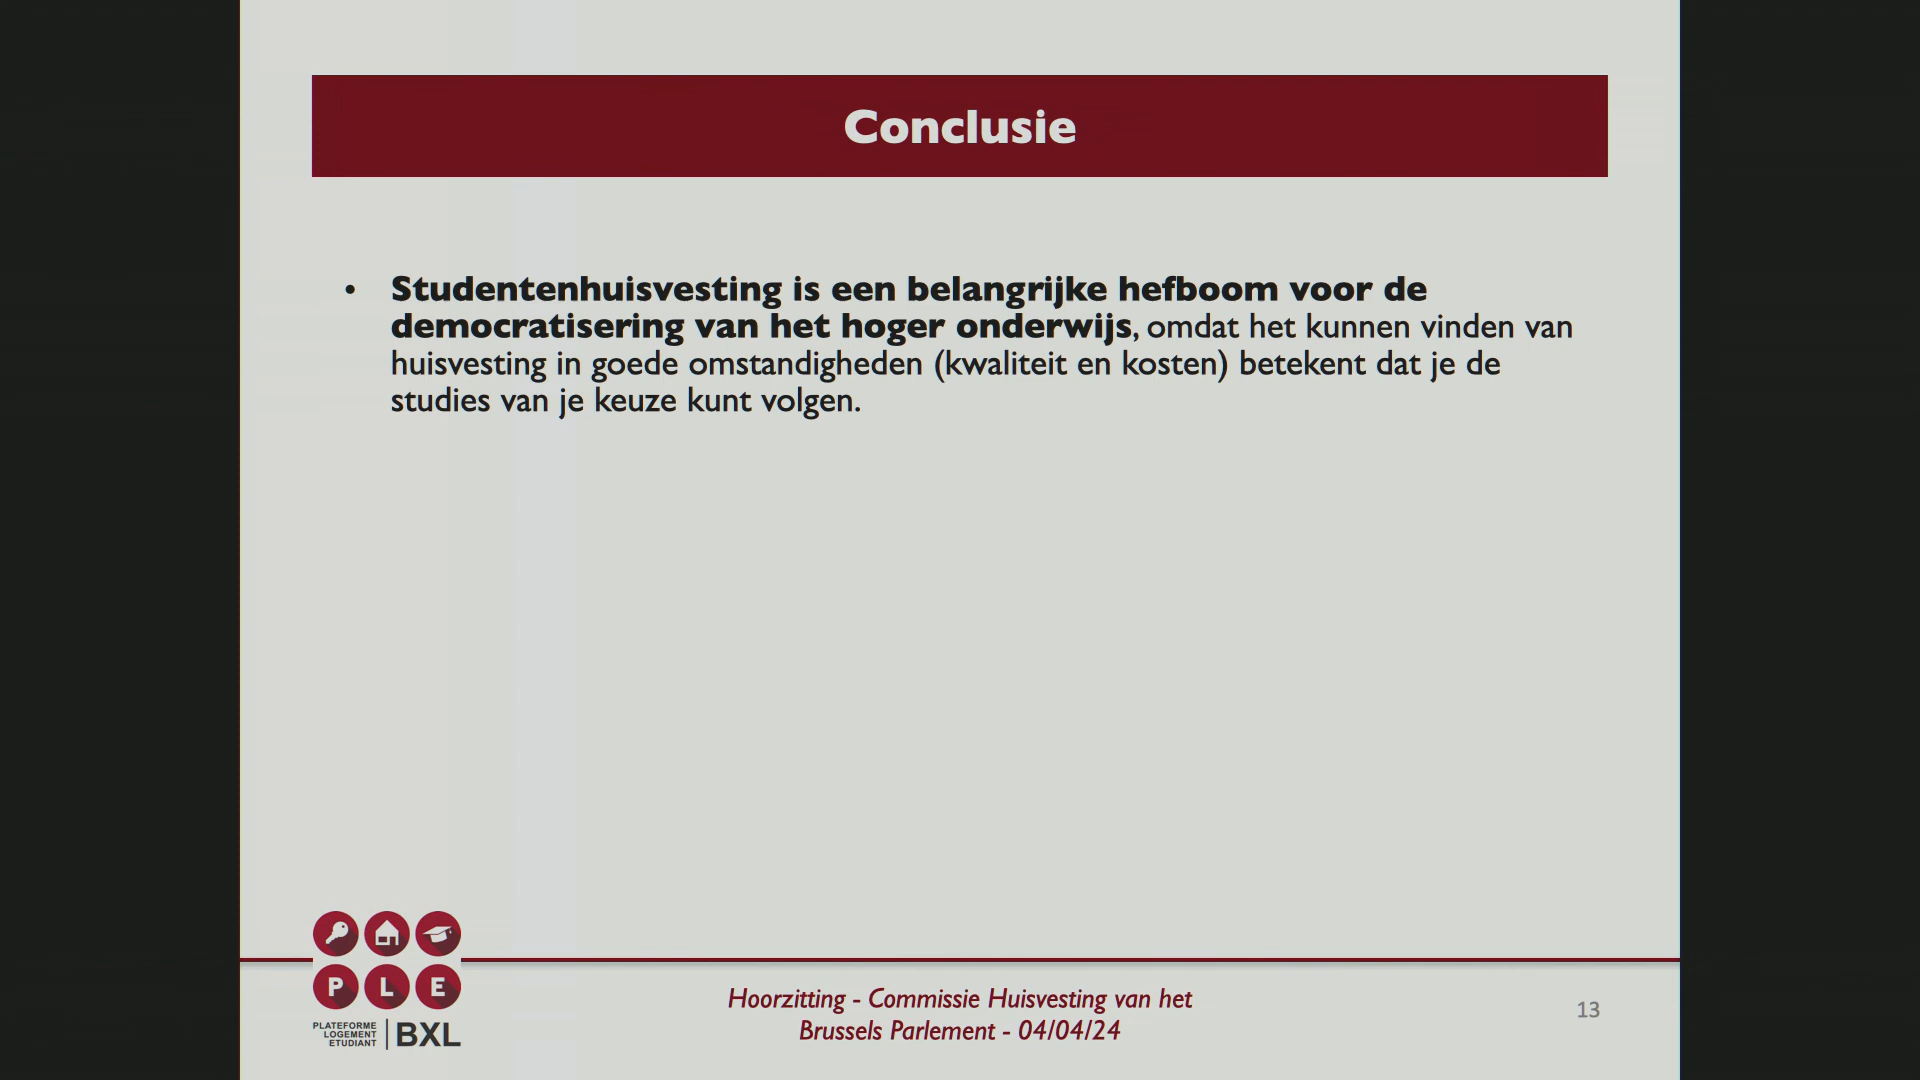 Conclusie
• Studentenhuisvesting is een belangrijke hefboom voor de
democratisering van het hoger onderwijs, omdat het kunnen vinden van
huisvesting in goede omstandigheden (kwaliteit en kosten) betekent dat je de
studies van je keuze kunt volgen.
P L E
PLATEFORME
LOGEMENT
ETUDIANT
BXL
Hoorzitting - Commissie Huisvesting van het
Brussels Parlement - 04/04/24
13